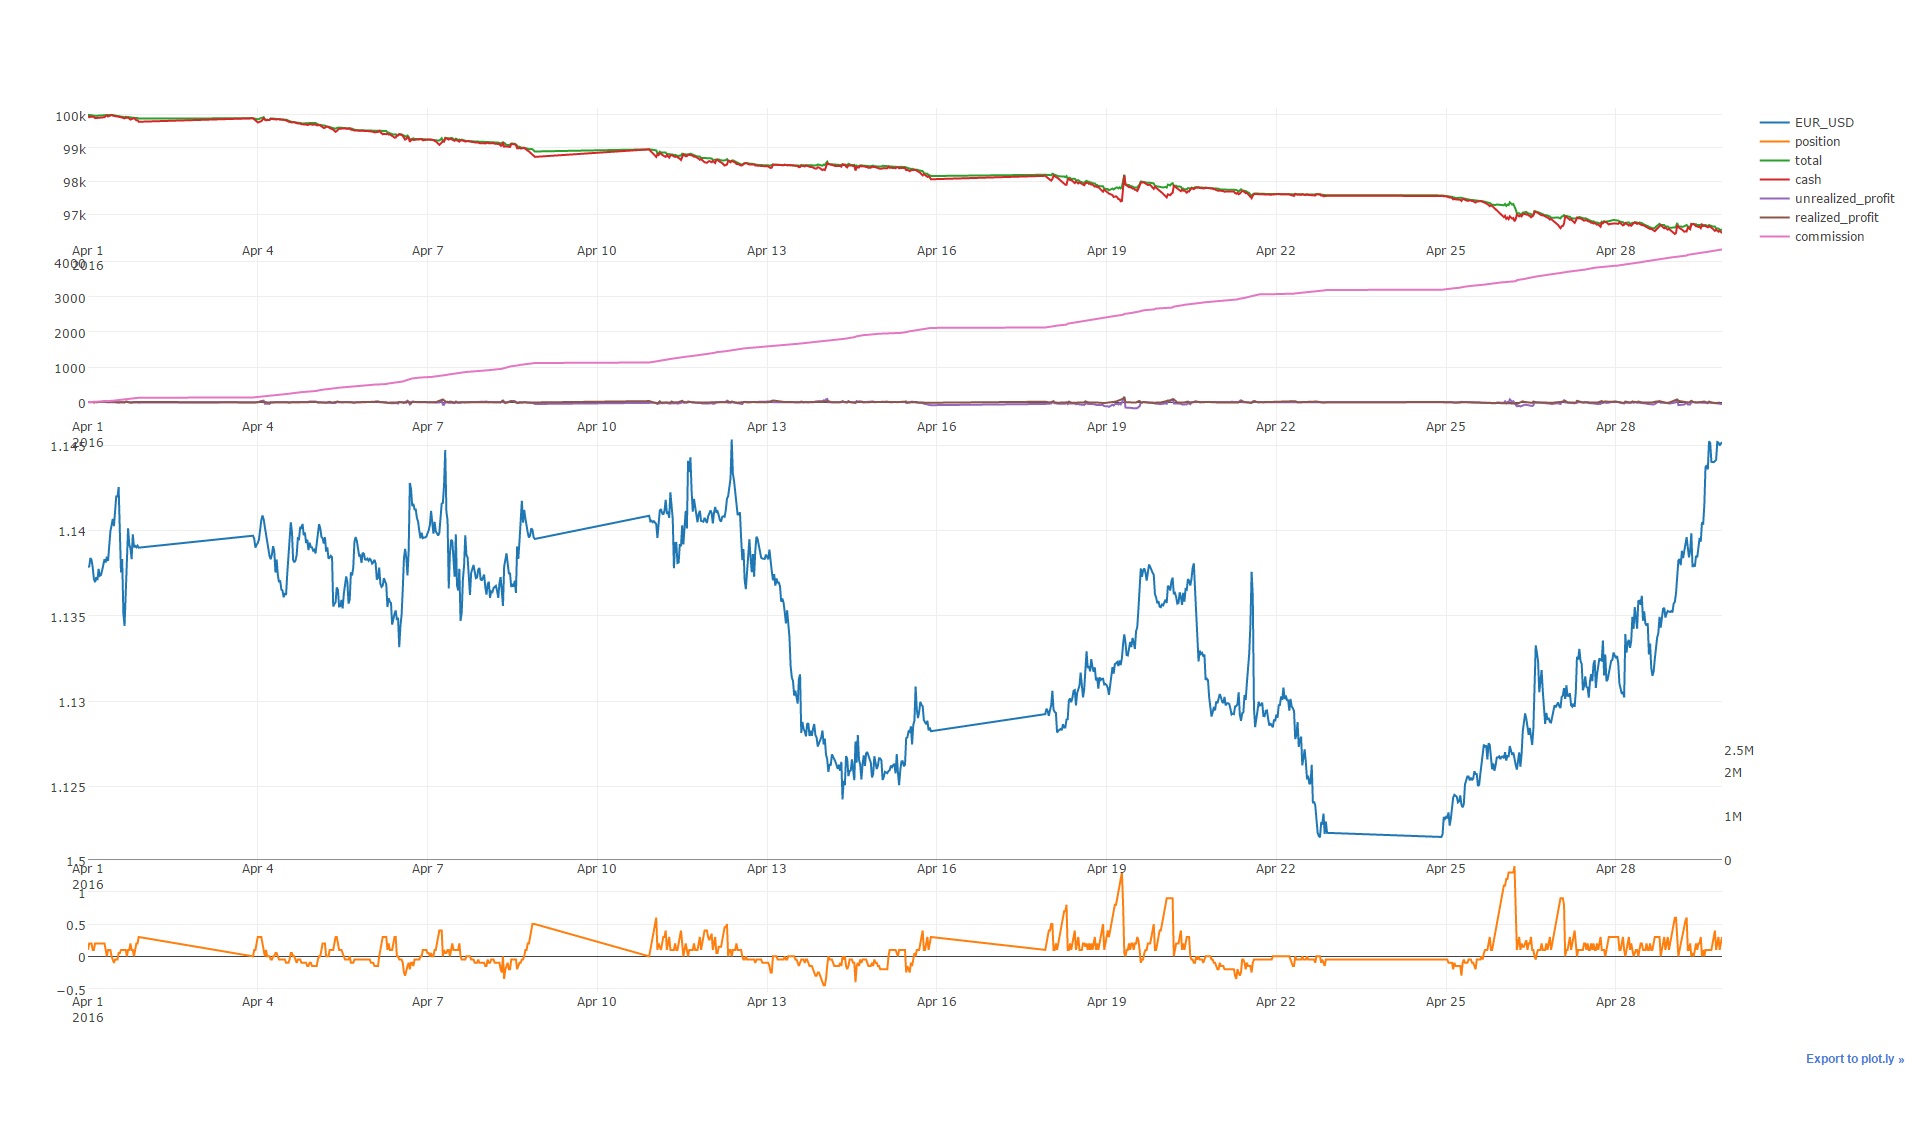 100k
99k
98k
97k
Apr 1
2016
Apr 4
Apr 7
Apr 10
Apr 13
Apr 16
Apr 19
Apr 22
Apr 25
Apr 28
EUR_USD
position
total
cash
unrealized_profit
realized_profit
commission
4000
3000
2000
1000
0
Apr 1
2016
Apr 4
Apr 7
Apr 10
Apr 13
Apr 16
Apr 19
Apr 22
Apr 25
Apr 28
1.145
1.14
1.135
1.13
1.125
2.5M
2M
1M
0
Apr 1
2016
Apr 4
Apr 7
Apr 10
Apr 13
Apr 16
Apr 19
Apr 22
Apr 25
Apr 28
1.5
1
0.5
0
−0.5
Apr 1
2016
Apr 4
Apr 7
Apr 10
Apr 13
Apr 16
Apr 19
Apr 22
Apr 25
Apr 28
Export to plot.ly »